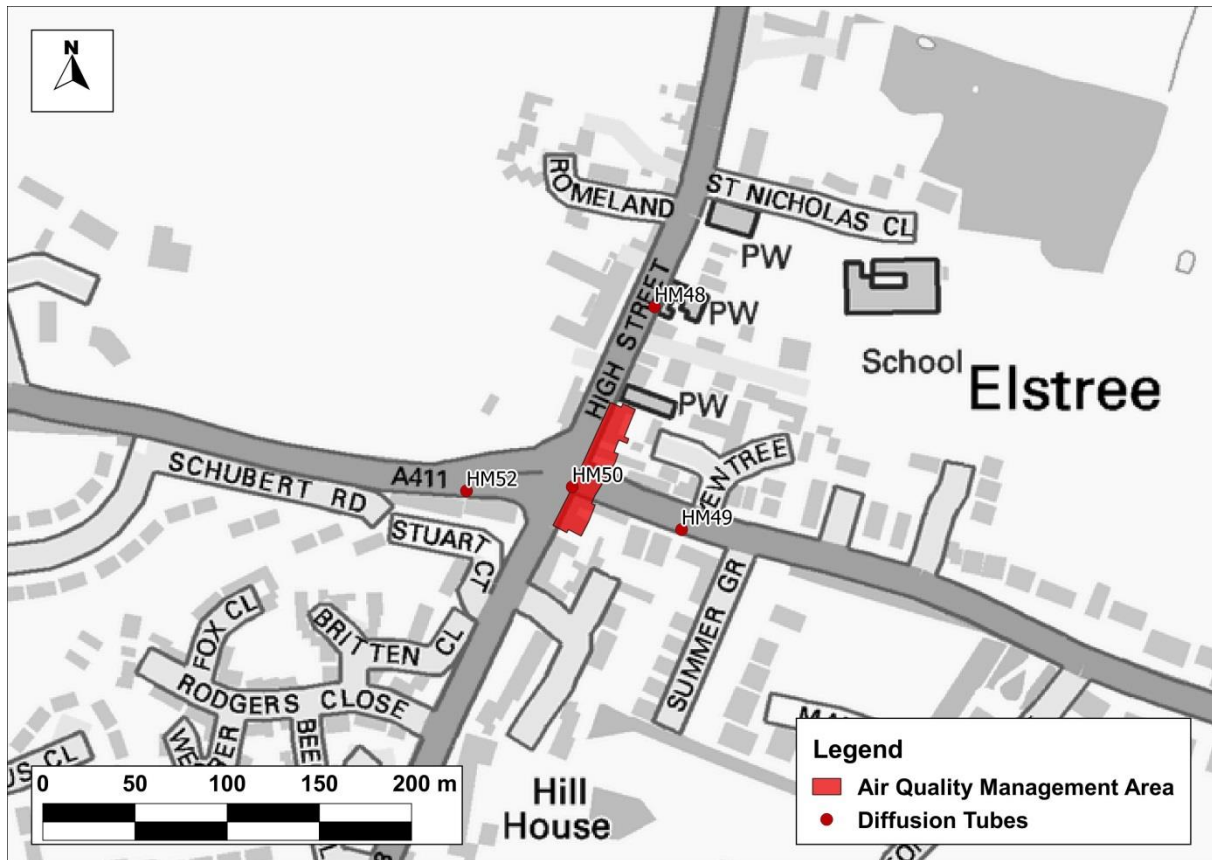 N
ROMELAND
ST NICHOLAS CL
PW
HM48
PW
HIGH STREET
School
Elstree
PW
SCHUBERT RD
A411
HM52
HM50
HM49
STUART CT
FOX CL
BRITTEN CL
RODGERS CLOSE
SUMMER GR
0 50 100 150 200 m
Hill
House
Legend
Air Quality Management Area
Diffusion Tubes